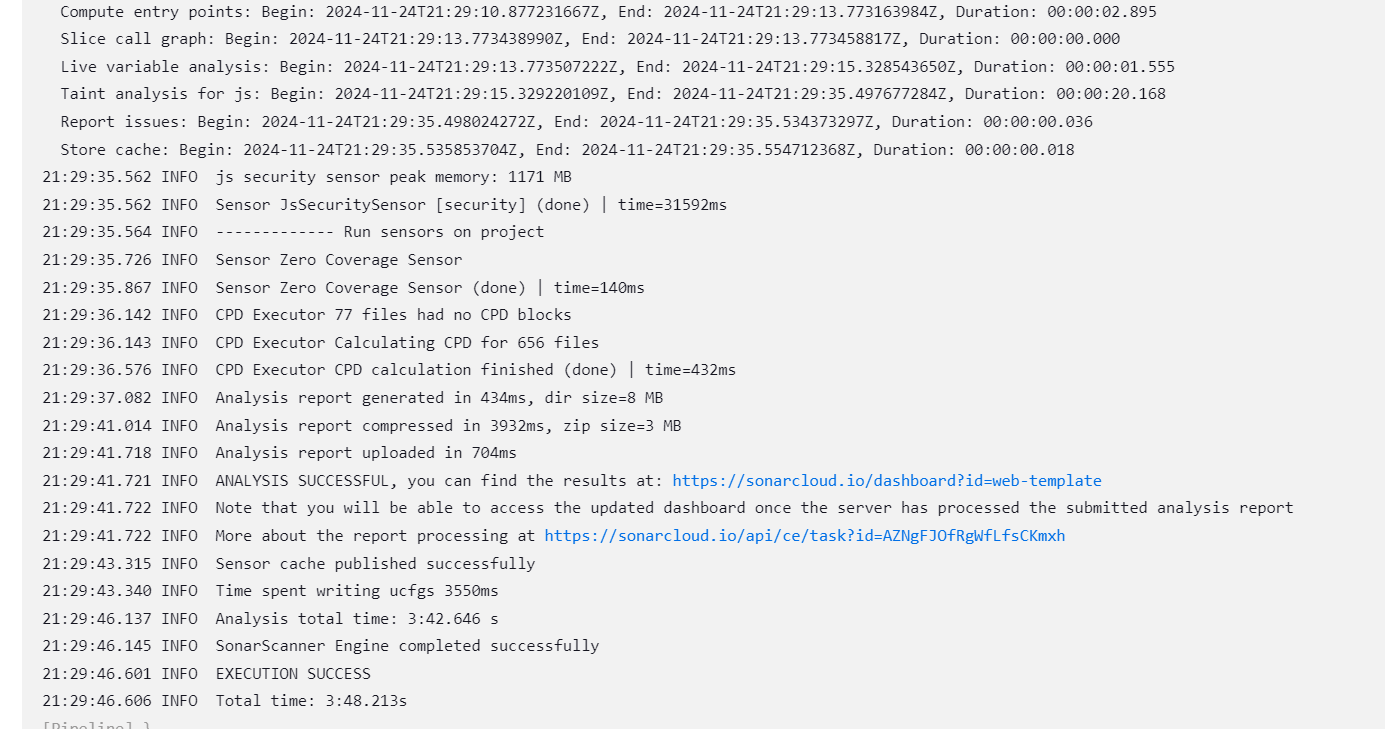 Compute entry points: Begin: 2024-11-24T21:29:10.877231667Z, End: 2024-11-24T21:29:13.773163984Z, Duration: 00:00:02.895
Slice call graph: Begin: 2024-11-24T21:29:13.773438990Z, End: 2024-11-24T21:29:13.773458817Z, Duration: 00:00:00.000
Live variable analysis: Begin: 2024-11-24T21:29:13.773507222Z, End: 2024-11-24T21:29:15.328543650Z, Duration: 00:00:01.555
Taint analysis for js: Begin: 2024-11-24T21:29:15.329220109Z, End: 2024-11-24T21:29:35.497677284Z, Duration: 00:00:20.168
Report issues: Begin: 2024-11-24T21:29:35.498024272Z, End: 2024-11-24T21:29:35.534373297Z, Duration: 00:00:00.036
Store cache: Begin: 2024-11-24T21:29:35.535853704Z, End: 2024-11-24T21:29:35.554712368Z, Duration: 00:00:00.018
21:29:35.562 INFO  js security sensor peak memory: 1171 MB
21:29:35.562 INFO  Sensor JsSecuritySensor [security] (done) | time=31592ms
21:29:35.564 INFO  ------------- Run sensors on project
21:29:35.726 INFO  Sensor Zero Coverage Sensor
21:29:35.867 INFO  Sensor Zero Coverage Sensor (done) | time=140ms
21:29:36.142 INFO  CPD Executor 77 files had no CPD blocks
21:29:36.143 INFO  CPD Executor Calculating CPD for 656 files
21:29:36.576 INFO  CPD Executor CPD calculation finished (done) | time=432ms
21:29:37.082 INFO  Analysis report generated in 434ms, dir size=8 MB
21:29:41.014 INFO  Analysis report compressed in 3932ms, zip size=3 MB
21:29:41.718 INFO  Analysis report uploaded in 704ms
21:29:41.721 INFO  ANALYSIS SUCCESSFUL, you can find the results at: https://sonarcloud.io/dashboard?id=web-template
21:29:41.722 INFO  Note that you will be able to access the updated dashboard once the server has processed the submitted analysis report
21:29:41.722 INFO  More about the report processing at https://sonarcloud.io/api/ce/task?id=AZNgFJOfRgWfLfsCKmxh
21:29:43.315 INFO  Sensor cache published successfully
21:29:43.340 INFO  Time spent writing ucfgs 3550ms
21:29:46.137 INFO  Analysis total time: 3:42.646 s
21:29:46.145 INFO  SonarScanner Engine completed successfully
21:29:46.601 INFO  EXECUTION SUCCESS
21:29:46.606 INFO  Total time: 3:48.213s
[Pipeline] }